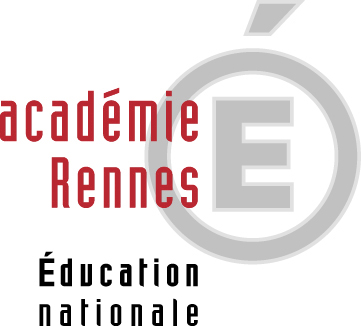 académie
Rennes
É
Éducation
nationale